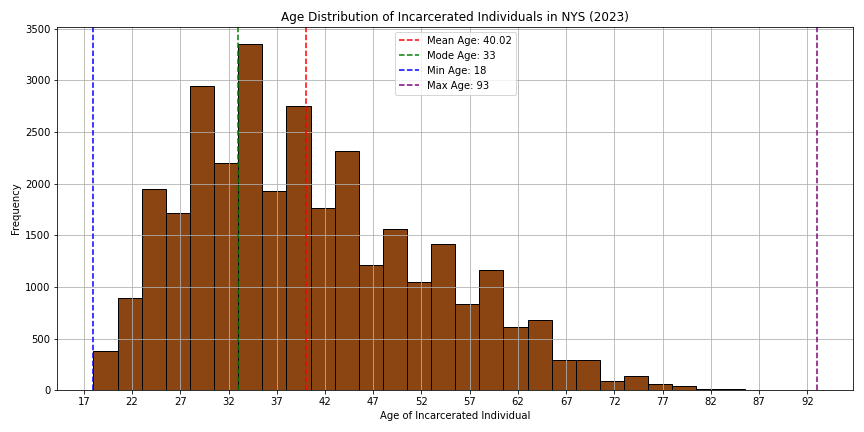 Age Distribution of Incarcerated Individuals in NYS (2023)
Mean Age: 40.02
Mode Age: 33
Min Age: 18
Max Age: 93
Frequency
3500
3000
2500
2000
1500
1000
500
0
17 22 27 32 37 42 47 52 57 62 67 72 77 82 87 92
Age of Incarcerated Individual